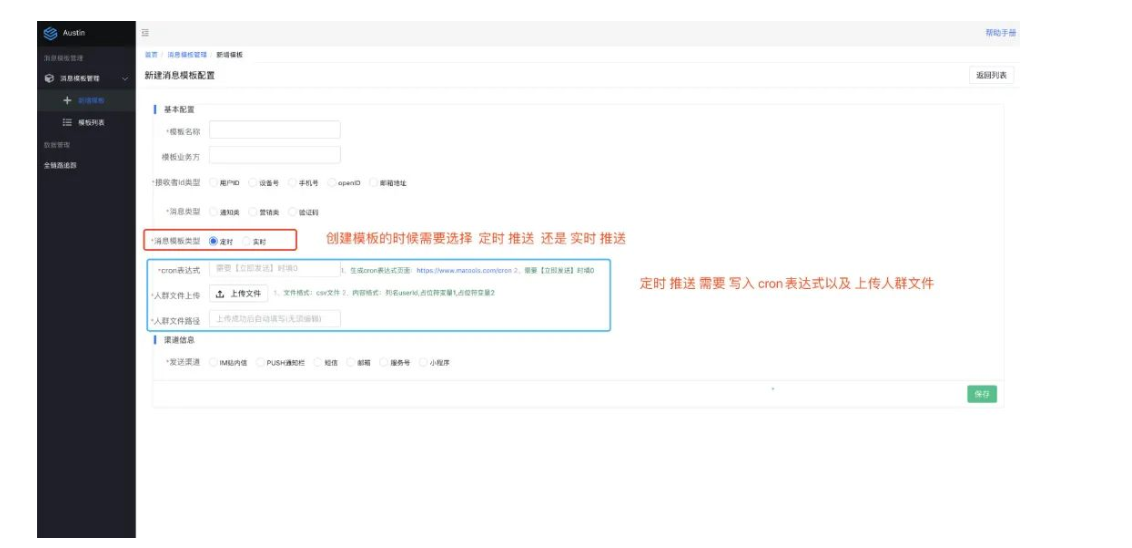 Austin
帮助手册
消息模板管理
首页 / 消息模板管理 / 新增模板
消息模板管理
新建消息模板配置
返回列表
新建模板
模板列表
数据管理
全链路追踪
基本配置
*模板名称
模板业务方
*接收者id类型 用户ID 设备号 手机号 openID 邮箱地址
*消息类型 通知类 营销类 验证码
*消息模板类型 定时 实时
创建模板的时候需要选择 定时 推送 还是 实时 推送
*cron表达式 需要【立即发送】时填0 1、生成cron表达式页面: https://www.matools.com/cron 2、需要【立即发送】时填0
定时 推送 需要 写入 cron 表达式以及 上传人群文件
*人群文件上传 上传文件 1、文件格式: csv文件 2、内容格式: 列名userId,占位符变量1,占位符变量2
*人群文件路径 上传成功后自动填写(无须编辑)
渠道信息
*发送渠道 IM站内信 PUSH通知栏 短信 邮箱 服务号 小程序
保存